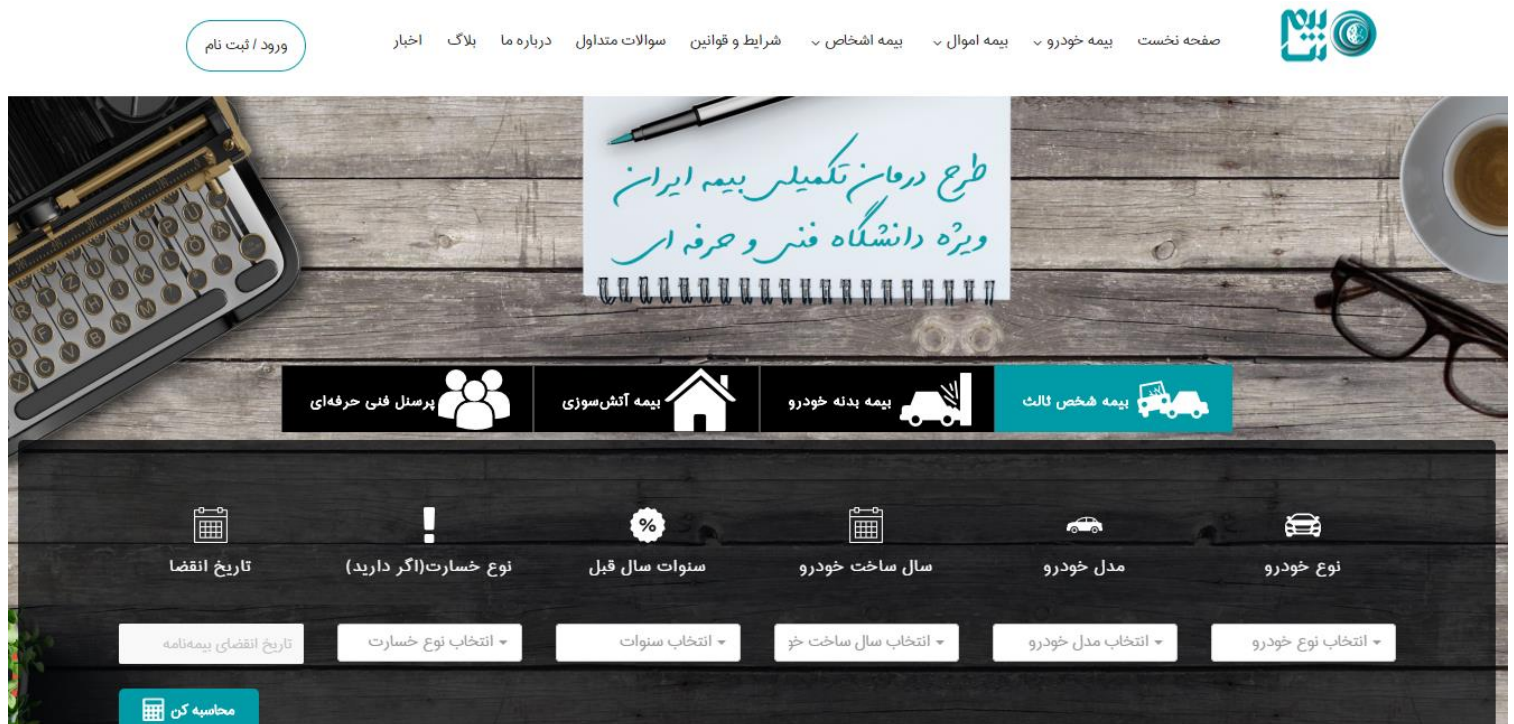 بیمه
صفحه نخست
بیمه خودرو
بیمه اموال
بیمه اشخاص
شرایط و قوانین
سوالات متداول
درباره ما
بلاگ
اخبار
ورود / ثبت نام
طرح درمان تکمیلی بیمه ایران
ویژه دانشگاه فنی و حرفه ای
بیمه شخص ثالث
بیمه بدنه خودرو
بیمه آتش‌سوزی
پرسنل فنی حرفه‌ای
نوع خودرو
مدل خودرو
سال ساخت خودرو
%
سنوات سال قبل
!
نوع خسارت(اگر دارید)
تاریخ انقضا
انتخاب نوع خودرو
انتخاب مدل خودرو
انتخاب سال ساخت خو
انتخاب سنوات
انتخاب نوع خسارت
تاریخ انقضای بیمه‌نامه
محاسبه کن